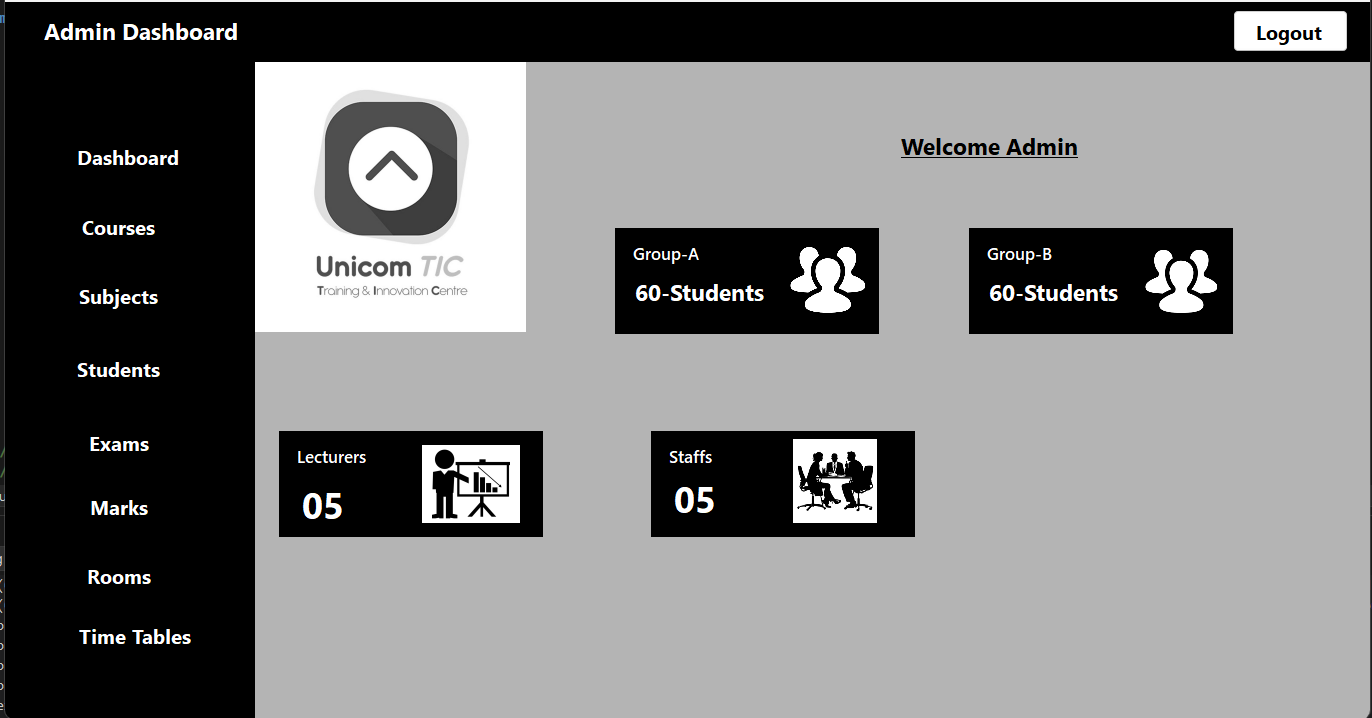 Admin Dashboard
Logout
Dashboard
Courses
Subjects
Students
Exams
Marks
Rooms
Time Tables
Unicom TIC
Training & Innovation Centre
Welcome Admin
Group-A
60-Students
Group-B
60-Students
Lecturers
05
Staffs
05